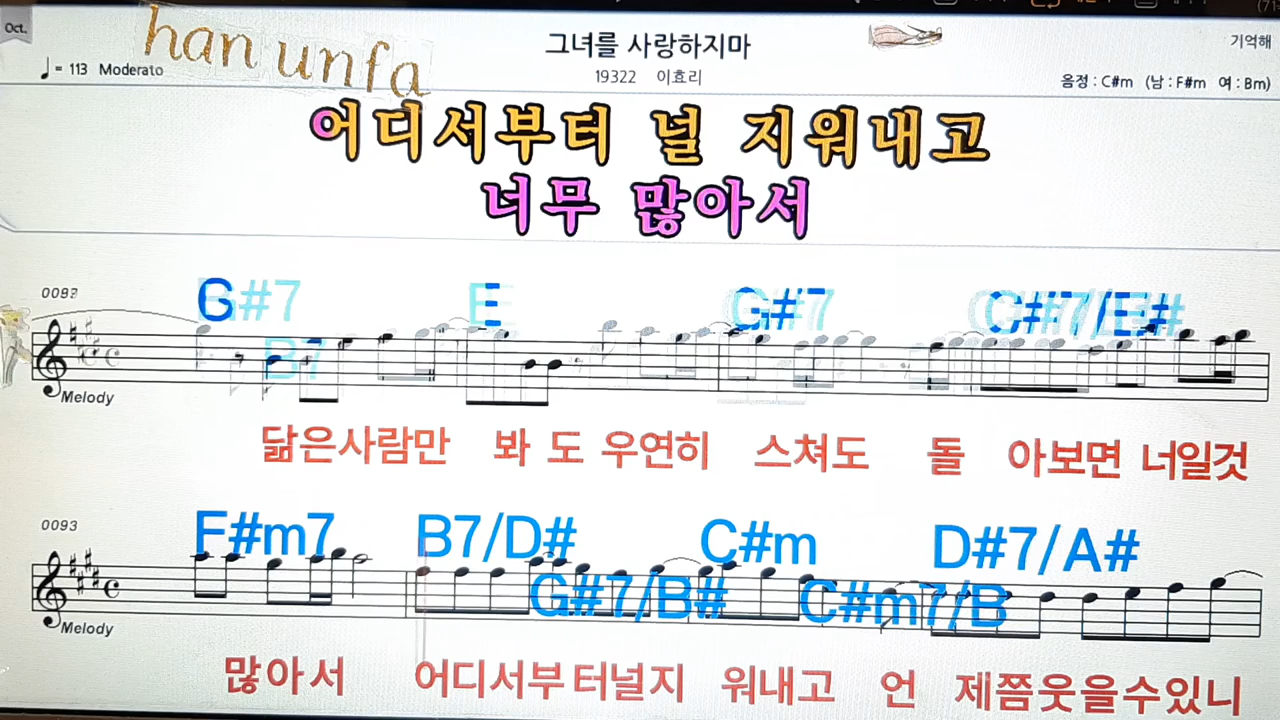 Oct.
han unfa
그녀를 사랑하지마
기억해
♩= 113 Moderato
19322 이효리
음정 : C#m (남 : F#m 여 : Bm)
어디서부터 널 지워내고
너무 많아서
G#7 E G#7 C#7/E#
B7
Melody
닮은사람만 봐 도 우연히 스쳐도 돌 아보면 너일것
0093
F#m7 B7/D# C#m D#7/A#
G#7/B# C#m7/B
Melody
많아서 어디서부터널지 워내고 언 제쯤웃을수있니